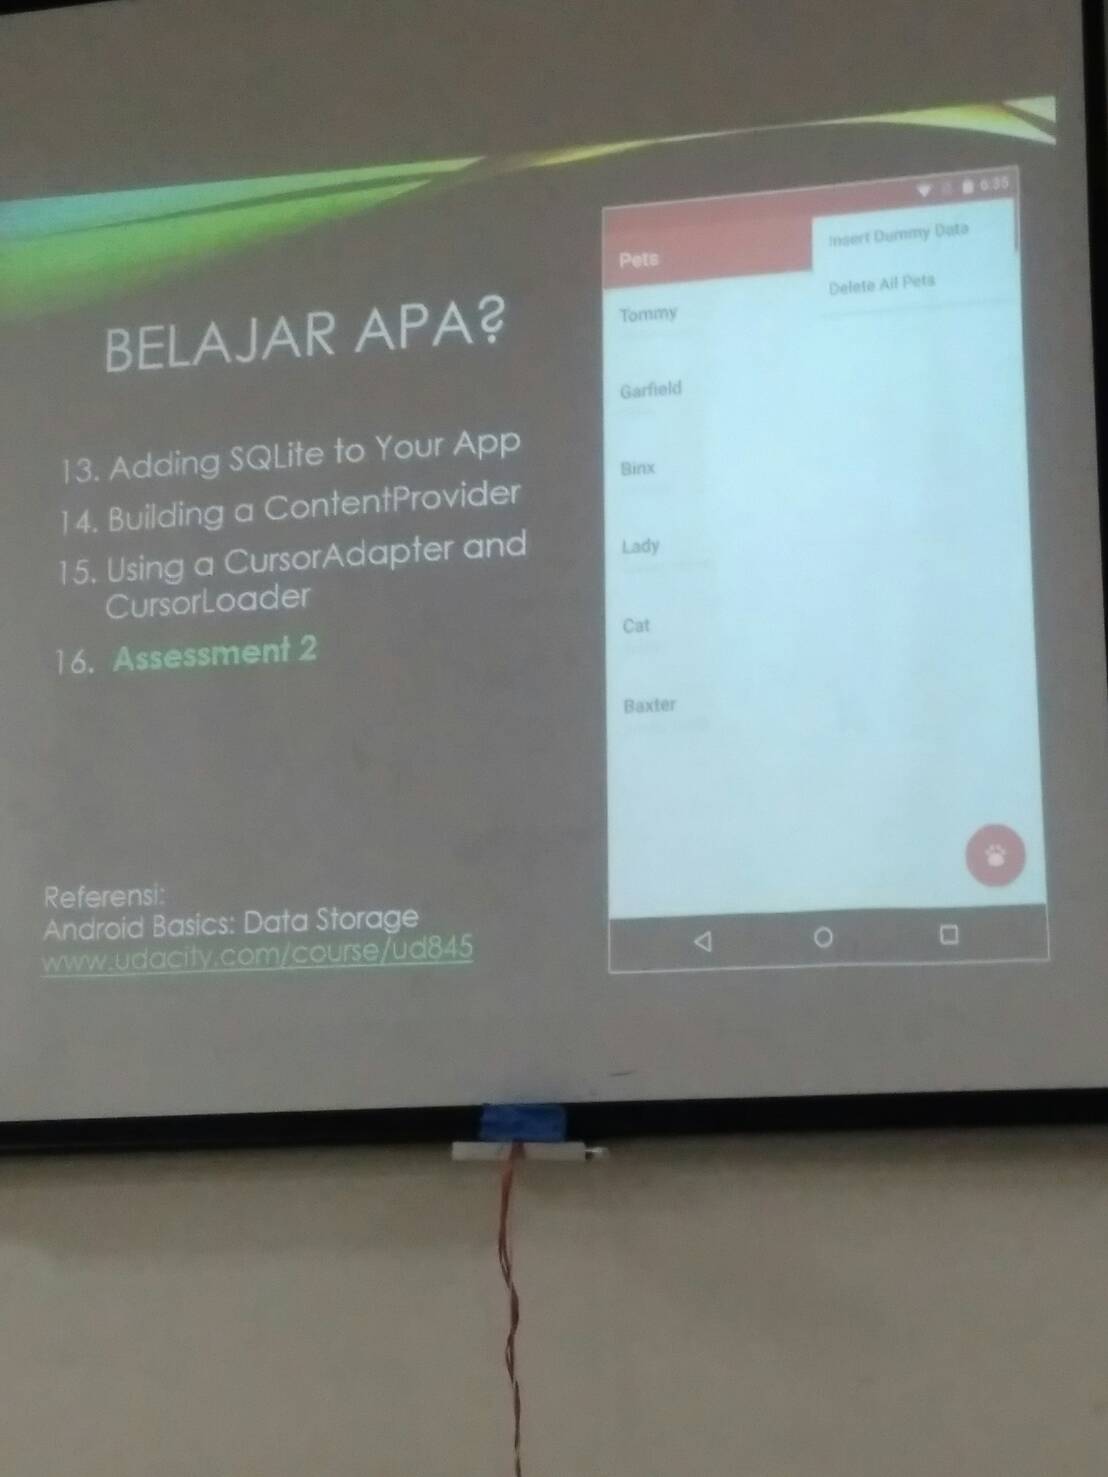 BELAJAR APA?
13. Adding SQLite to Your App
14. Building a ContentProvider
15. Using a CursorAdapter and
CursorLoader
16. Assessment 2
Referensi:
Android Basics: Data Storage
www.udacity.com/course/ud845
6:35
Pets
Insert Dummy Data
Delete All Pets
Tommy
Garfield
Binx
Lady
Cat
Baxter